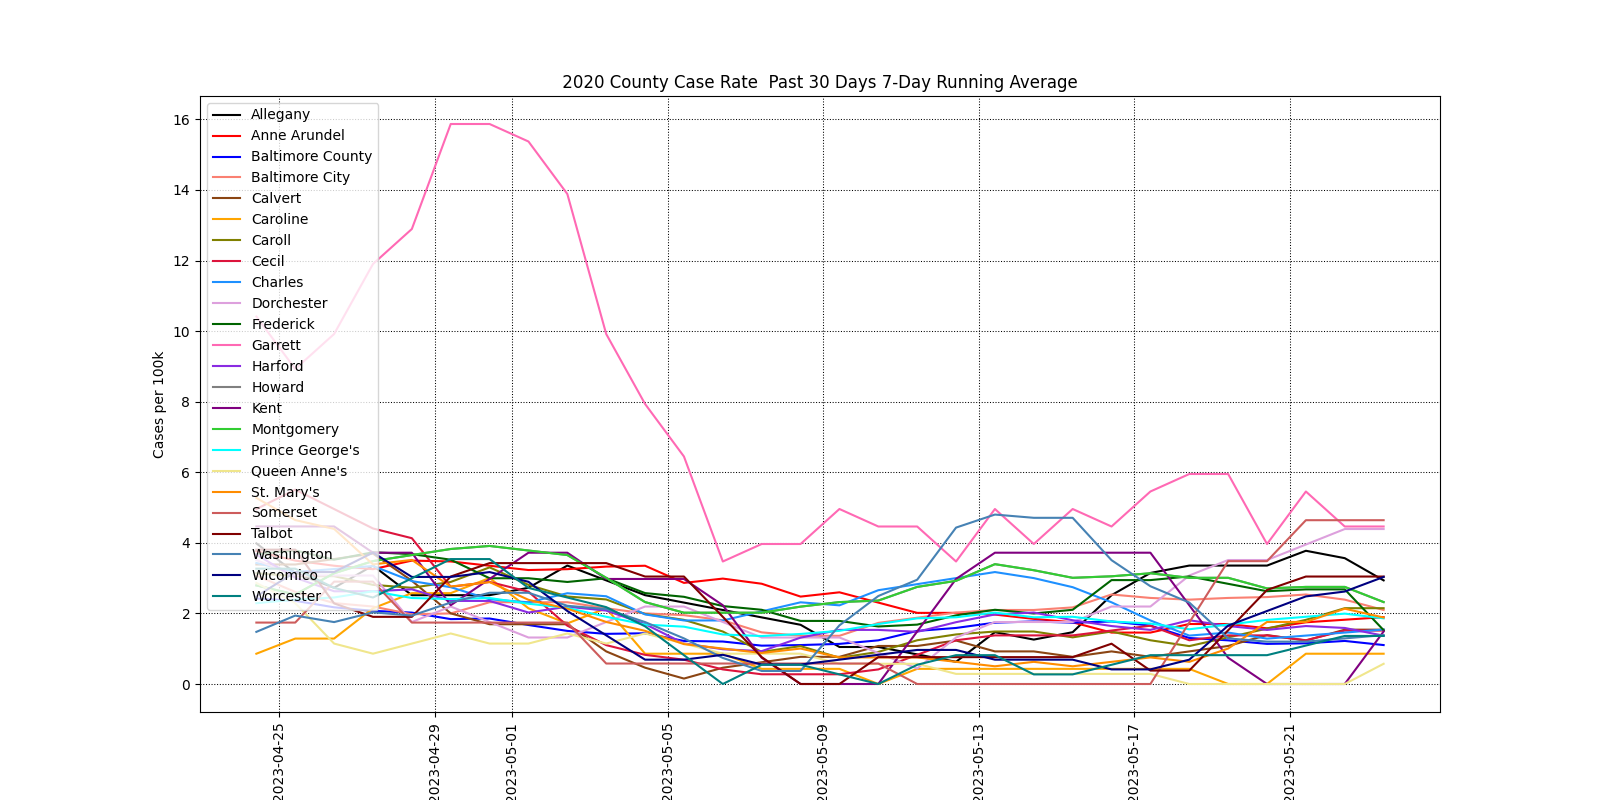 2020 County Case Rate  Past 30 Days 7-Day Running Average
Cases per 100k
16
14
12
10
8
6
4
2
0
Allegany
Anne Arundel
Baltimore County
Baltimore City
Calvert
Caroline
Caroll
Cecil
Charles
Dorchester
Frederick
Garrett
Harford
Howard
Kent
Montgomery
Prince George's
Queen Anne's
St. Mary's
Somerset
Talbot
Washington
Wicomico
Worcester
2023-04-25
2023-04-29
2023-05-01
2023-05-05
2023-05-09
2023-05-13
2023-05-17
2023-05-21